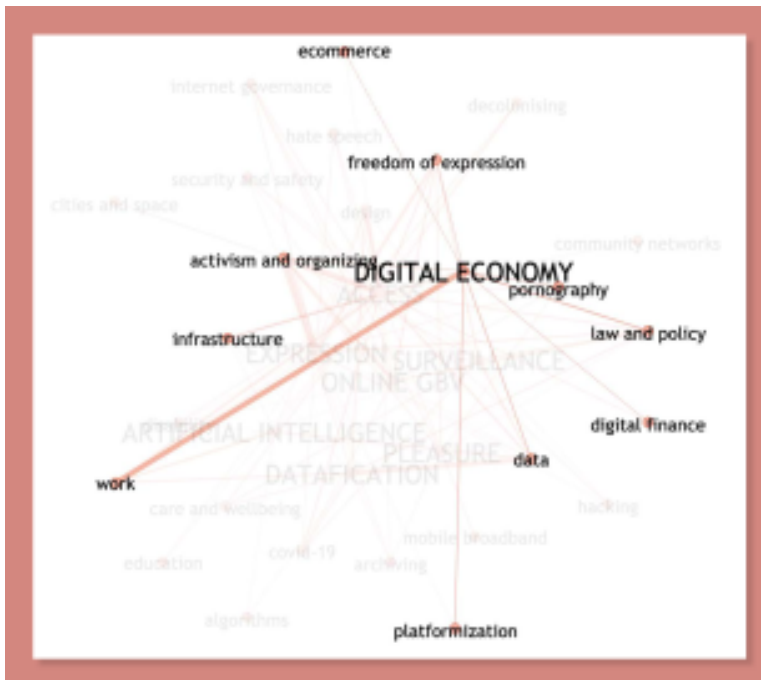 ecommerce
internet governance
decolonising
hate speech
freedom of expression
security and safety
cities and space
design
community networks
activism and organizing
DIGITAL ECONOMY
pornography
ACCESS
law and policy
infrastructure
EXPRESSION
SURVEILLANCE
ONLINE GBV
digital finance
ARTIFICIAL INTELLIGENCE
PLEASURE
data
DATAFICATION
work
care and wellbeing
hacking
mobile broadband
covid-19
education
archiving
algorithms
platformization